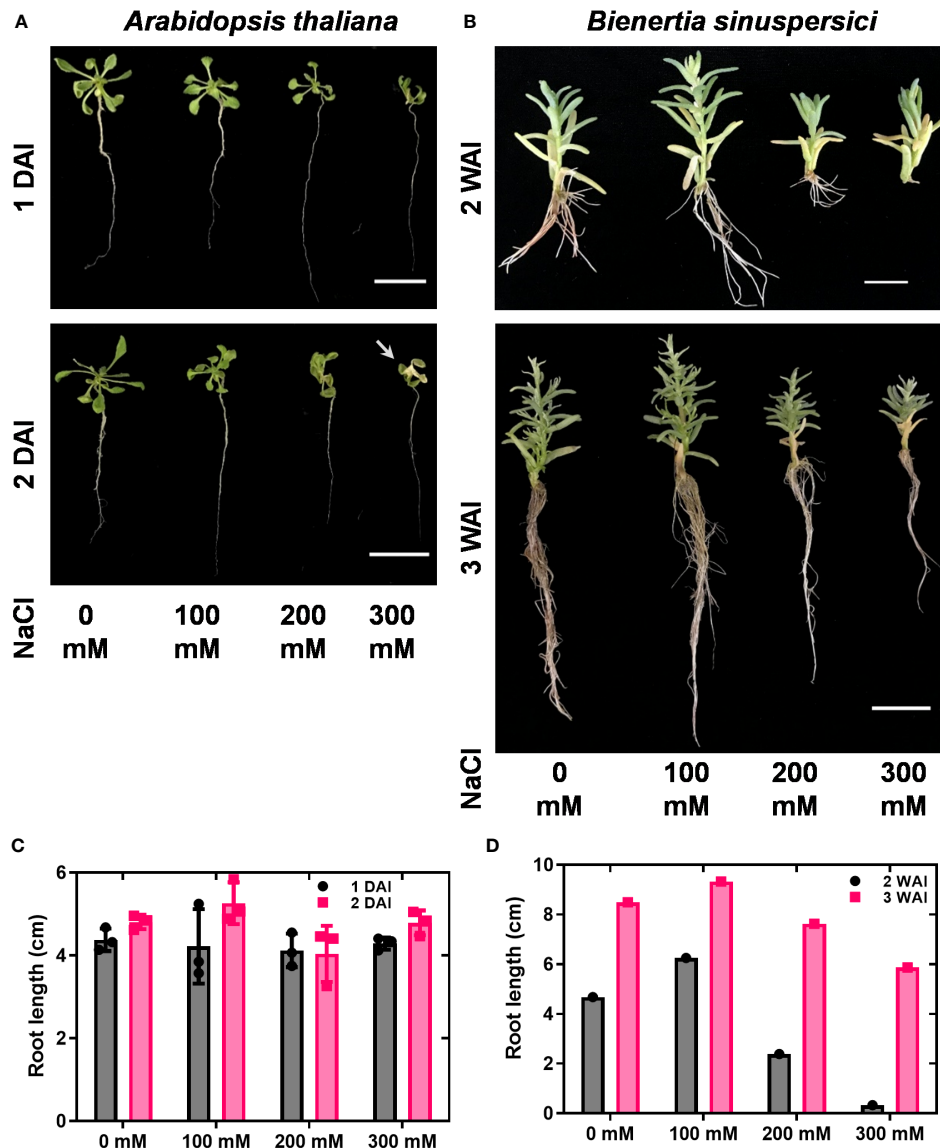 A
Arabidopsis thaliana
1 DAI
2 DAI
NaCl
0
mM
100
mM
200
mM
300
mM
B
Bienertia sinuspersici
2 WAI
3 WAI
NaCl
0
mM
100
mM
200
mM
300
mM
C
Root length (cm)
6
4
2
0
1 DAI
2 DAI
0 mM
100 mM
200 mM
300 mM
D
Root length (cm)
10
8
6
4
2
0
2 WAI
3 WAI
0 mM
100 mM
200 mM
300 mM